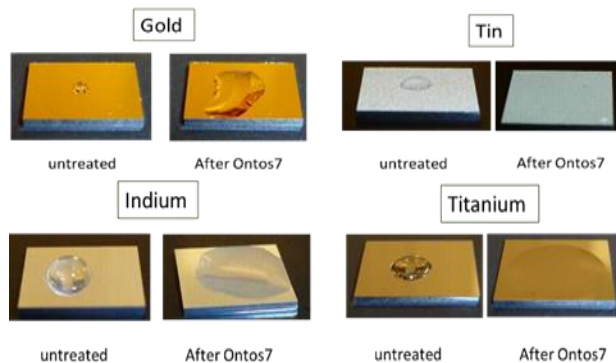 Gold
Tin
untreated
After Ontos7
untreated
After Ontos7
Indium
Titanium
untreated
After Ontos7
untreated
After Ontos7